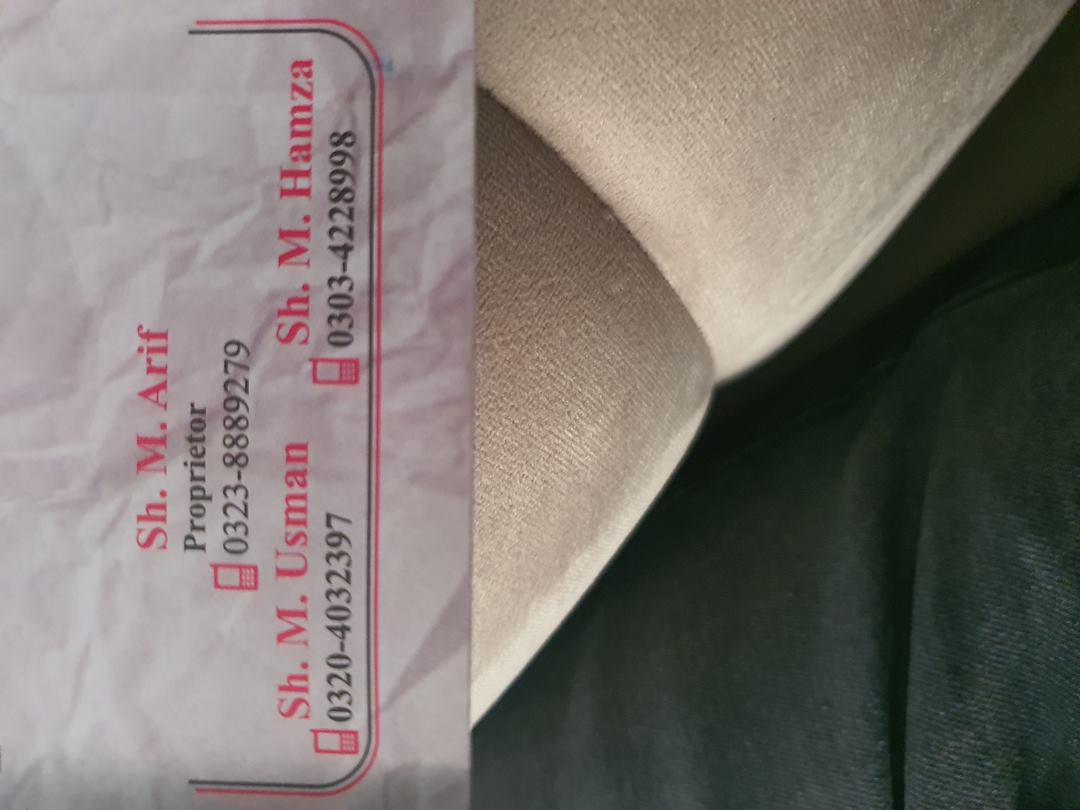 Sh. M. Arif
Proprietor
0323-8889279
Sh. M. Usman Sh. M. Hamza
0320-4032397 0303-4228998